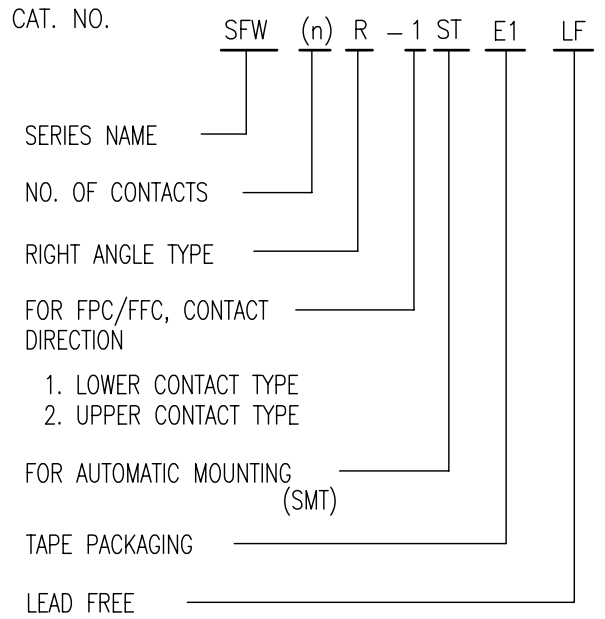 CAT. NO.
SFW (n) R – 1 ST E1 LF
SERIES NAME
NO. OF CONTACTS
RIGHT ANGLE TYPE
FOR FPC/FFC, CONTACT
DIRECTION
1. LOWER CONTACT TYPE
2. UPPER CONTACT TYPE
FOR AUTOMATIC MOUNTING
(SMT)
TAPE PACKAGING
LEAD FREE